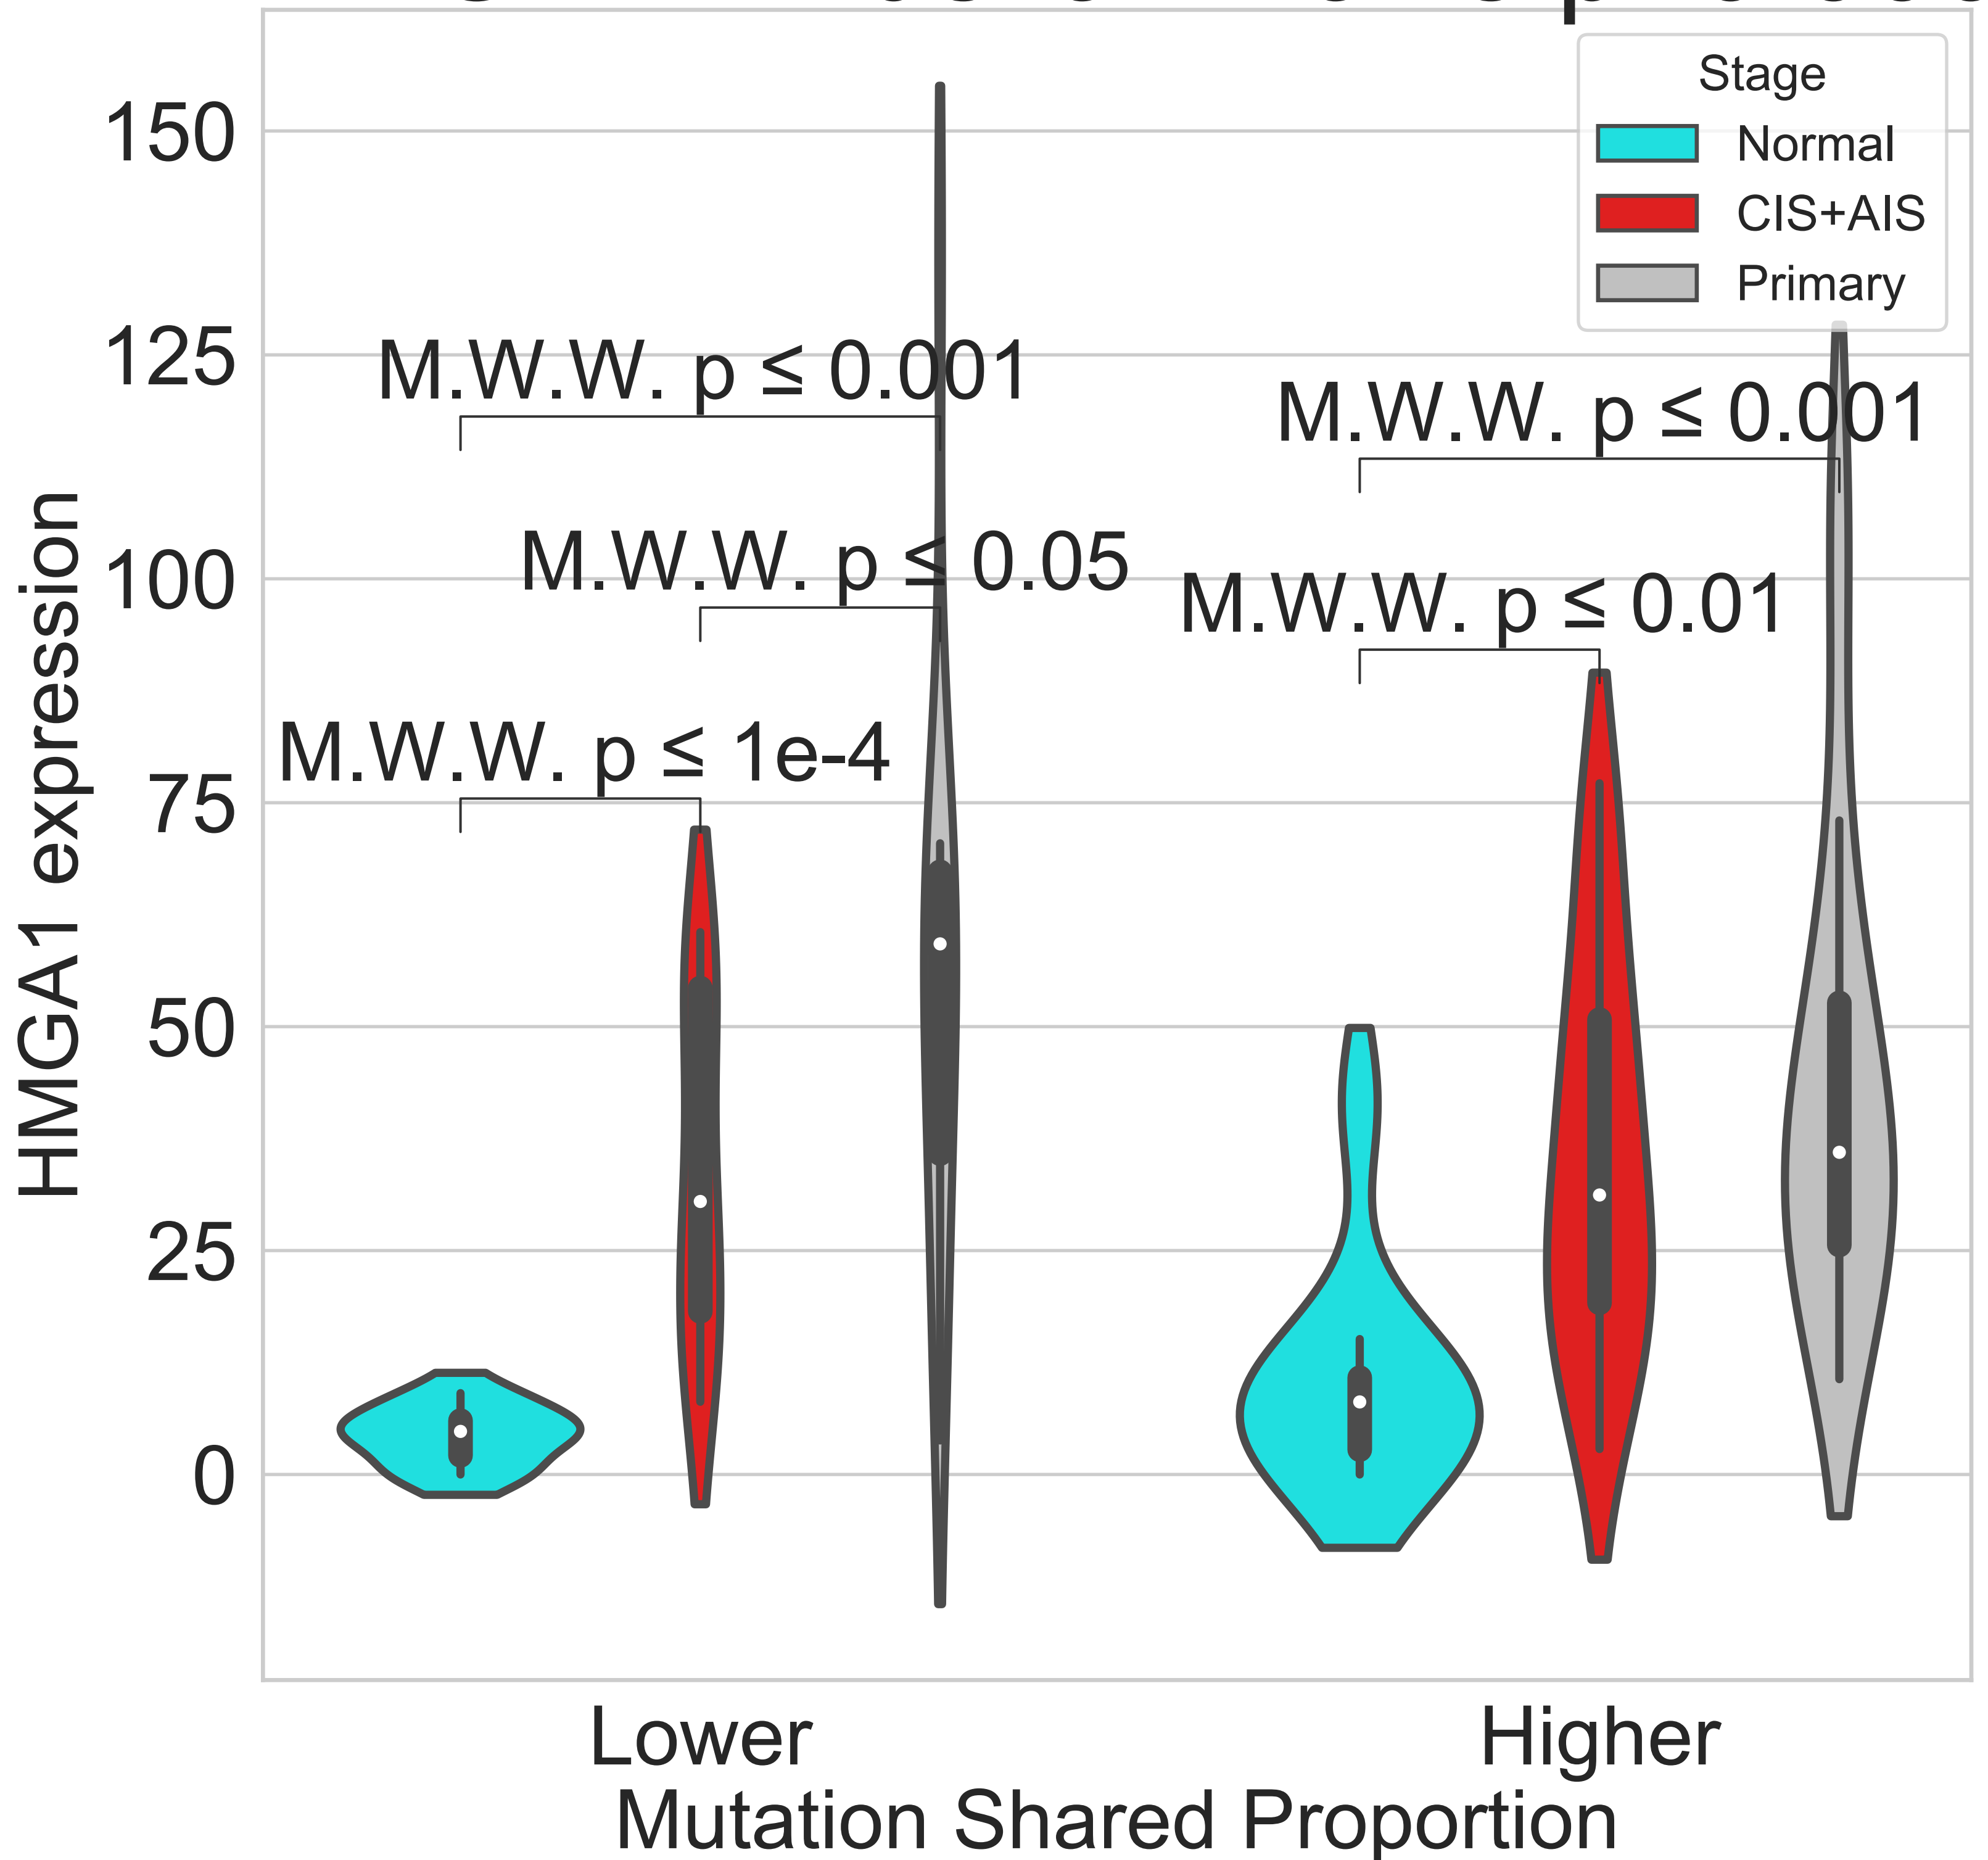 Stage
Normal
CIS+AIS
Primary
150
125
100
75
50
25
0
HMGA1 expression
M.W.W. p ≤ 0.001
M.W.W. p ≤ 0.05
M.W.W. p ≤ 1e-4
M.W.W. p ≤ 0.001
M.W.W. p ≤ 0.01
Lower
Higher
Mutation Shared Proportion